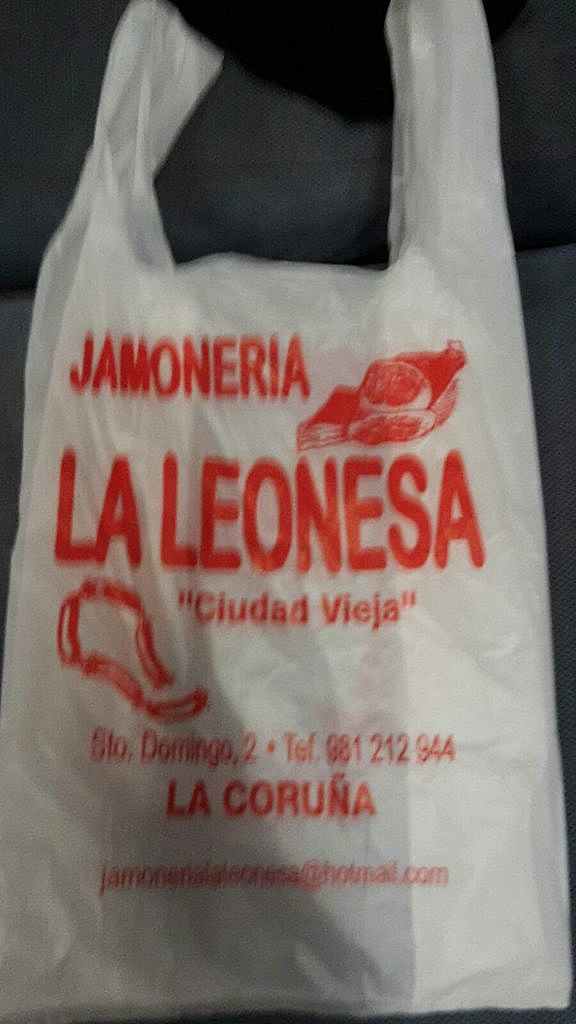 JAMONERIA
LA LEONESA
"Ciudad Vieja"
Sto. Domingo, 2 • Tef. 981 212 944
LA CORUÑA
jamonerialaleonesa@hotmail.com